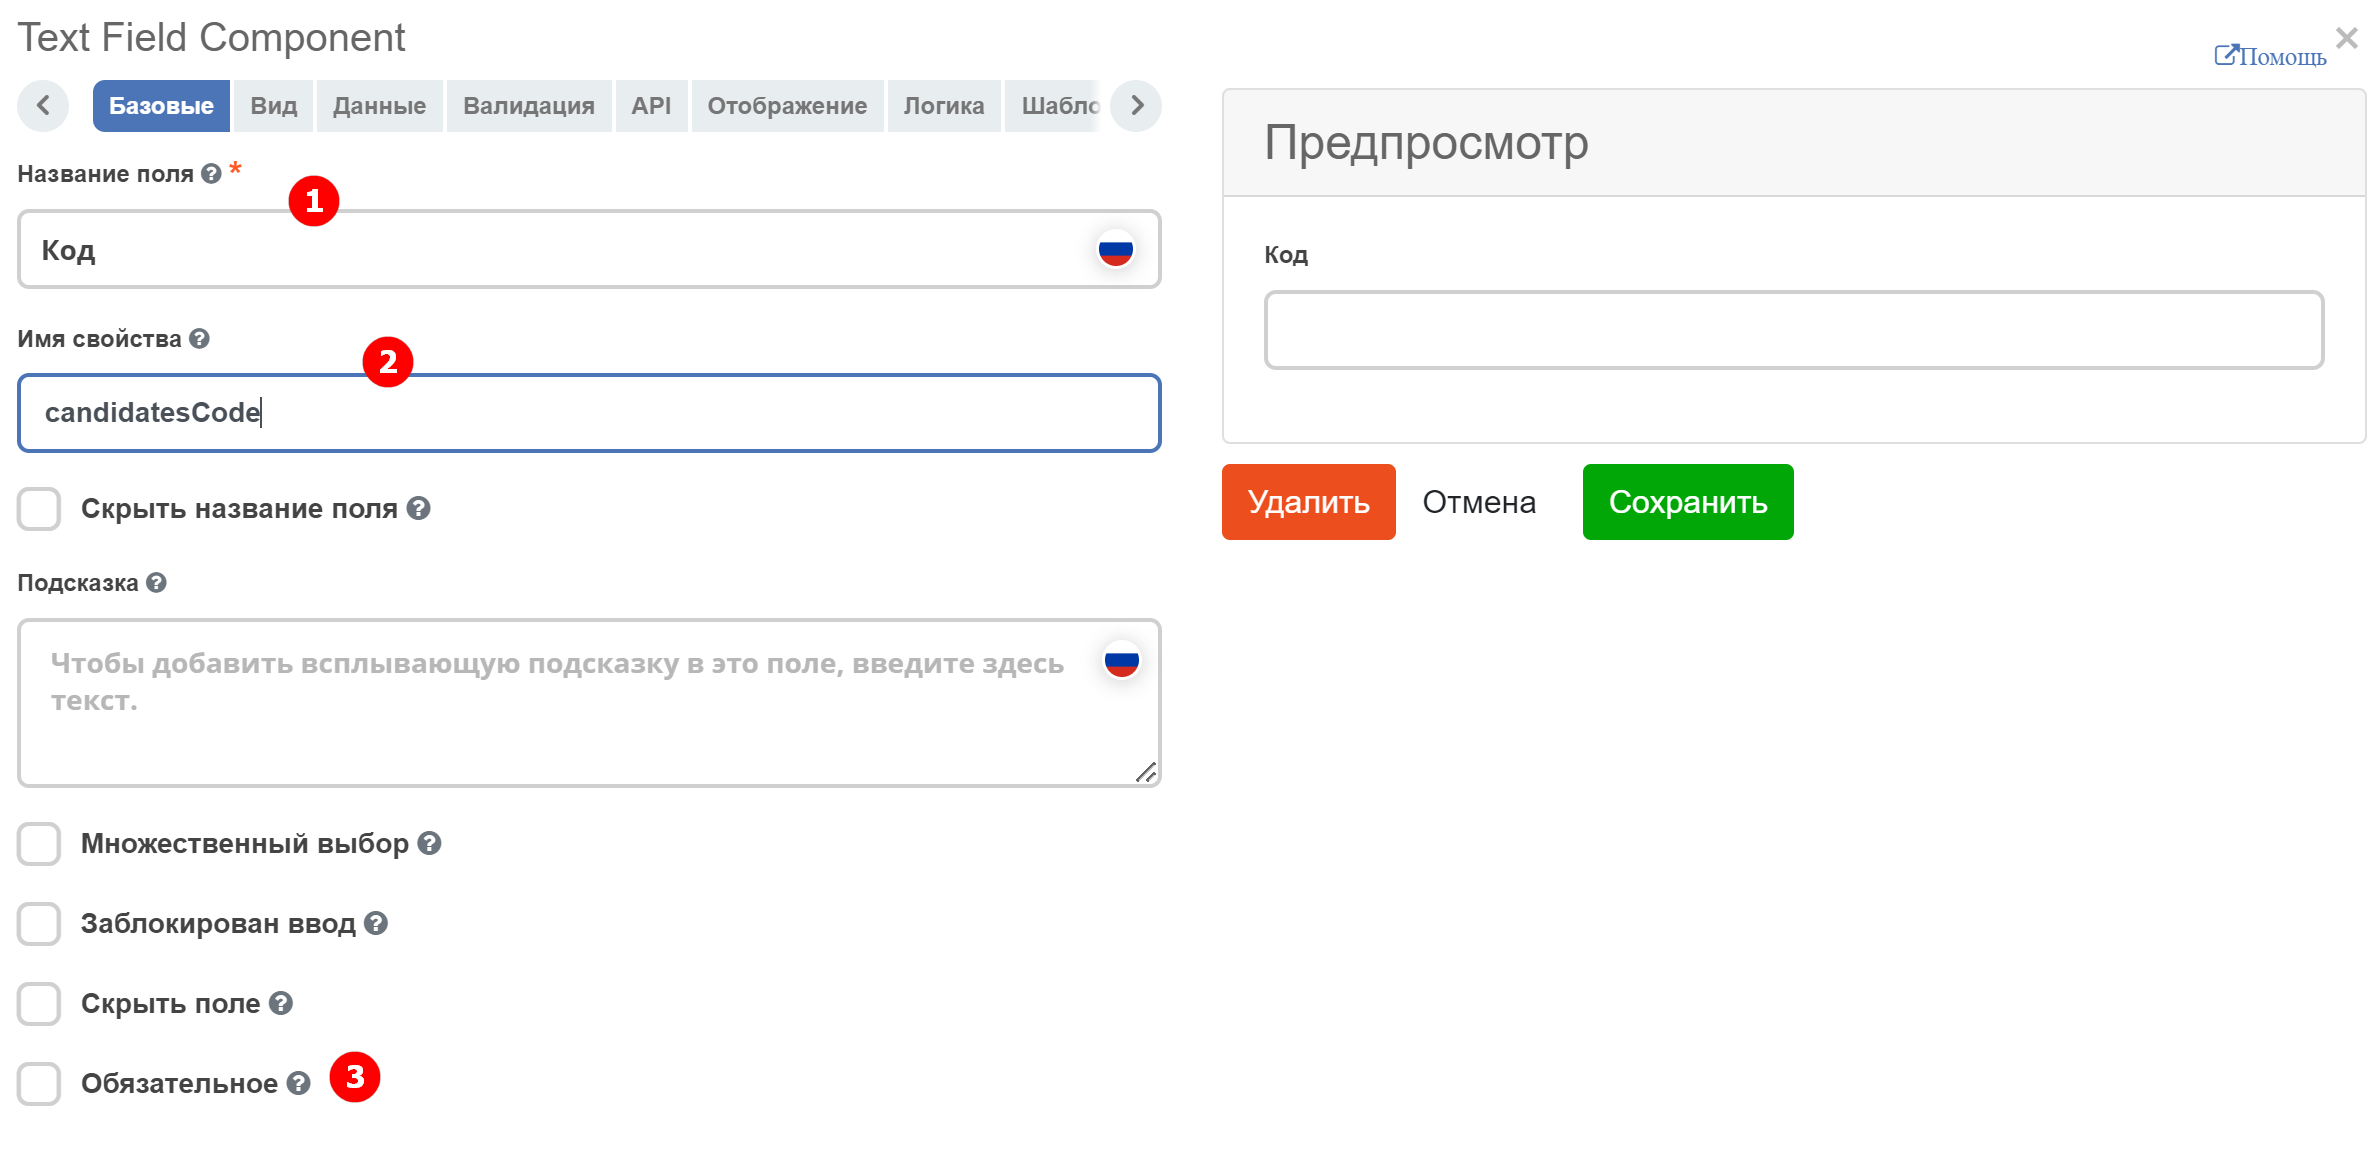 Text Field Component
Помощь
Базовые Вид Данные Валидация API Отображение Логика Шабло
Название поля *
1
Код
Имя свойства
2
candidatesCode
Скрыть название поля
Подсказка
Чтобы добавить всплывающую подсказку в это поле, введите здесь
текст.
Множественный выбор
Заблокирован ввод
Скрыть поле
Обязательное
3
Предпросмотр
Код
Удалить Отмена Сохранить